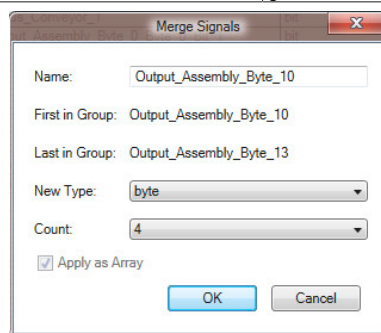 Merge Signals
Name: Output_Assembly_Byte_10
First in Group: Output_Assembly_Byte_10
Last in Group: Output_Assembly_Byte_13
New Type: byte
Count: 4
Apply as Array
OK Cancel